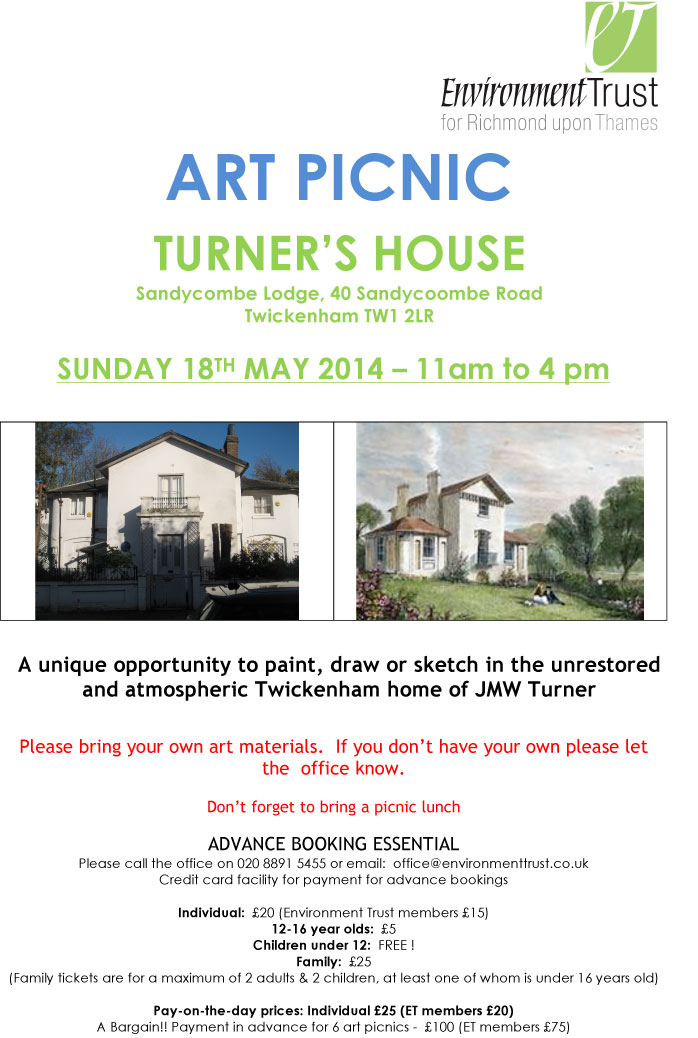 eT
Environment Trust
for Richmond upon Thames
ART PICNIC
TURNER'S HOUSE
Sandycombe Lodge, 40 Sandycoombe Road
Twickenham TW1 2LR
SUNDAY 18TH MAY 2014 – 11am to 4 pm
A unique opportunity to paint, draw or sketch in the unrestored
and atmospheric Twickenham home of JMW Turner
Please bring your own art materials.  If you don't have your own please let
the  office know.
Don't forget to bring a picnic lunch
ADVANCE BOOKING ESSENTIAL
Please call the office on 020 8891 5455 or email:  office@environmenttrust.co.uk
Credit card facility for payment for advance bookings
Individual:  £20 (Environment Trust members £15)
12-16 year olds:  £5
Children under 12:  FREE !
Family:  £25
(Family tickets are for a maximum of 2 adults & 2 children, at least one of whom is under 16 years old)
Pay-on-the-day prices: Individual £25 (ET members £20)
A Bargain!! Payment in advance for 6 art picnics -  £100 (ET members £75)